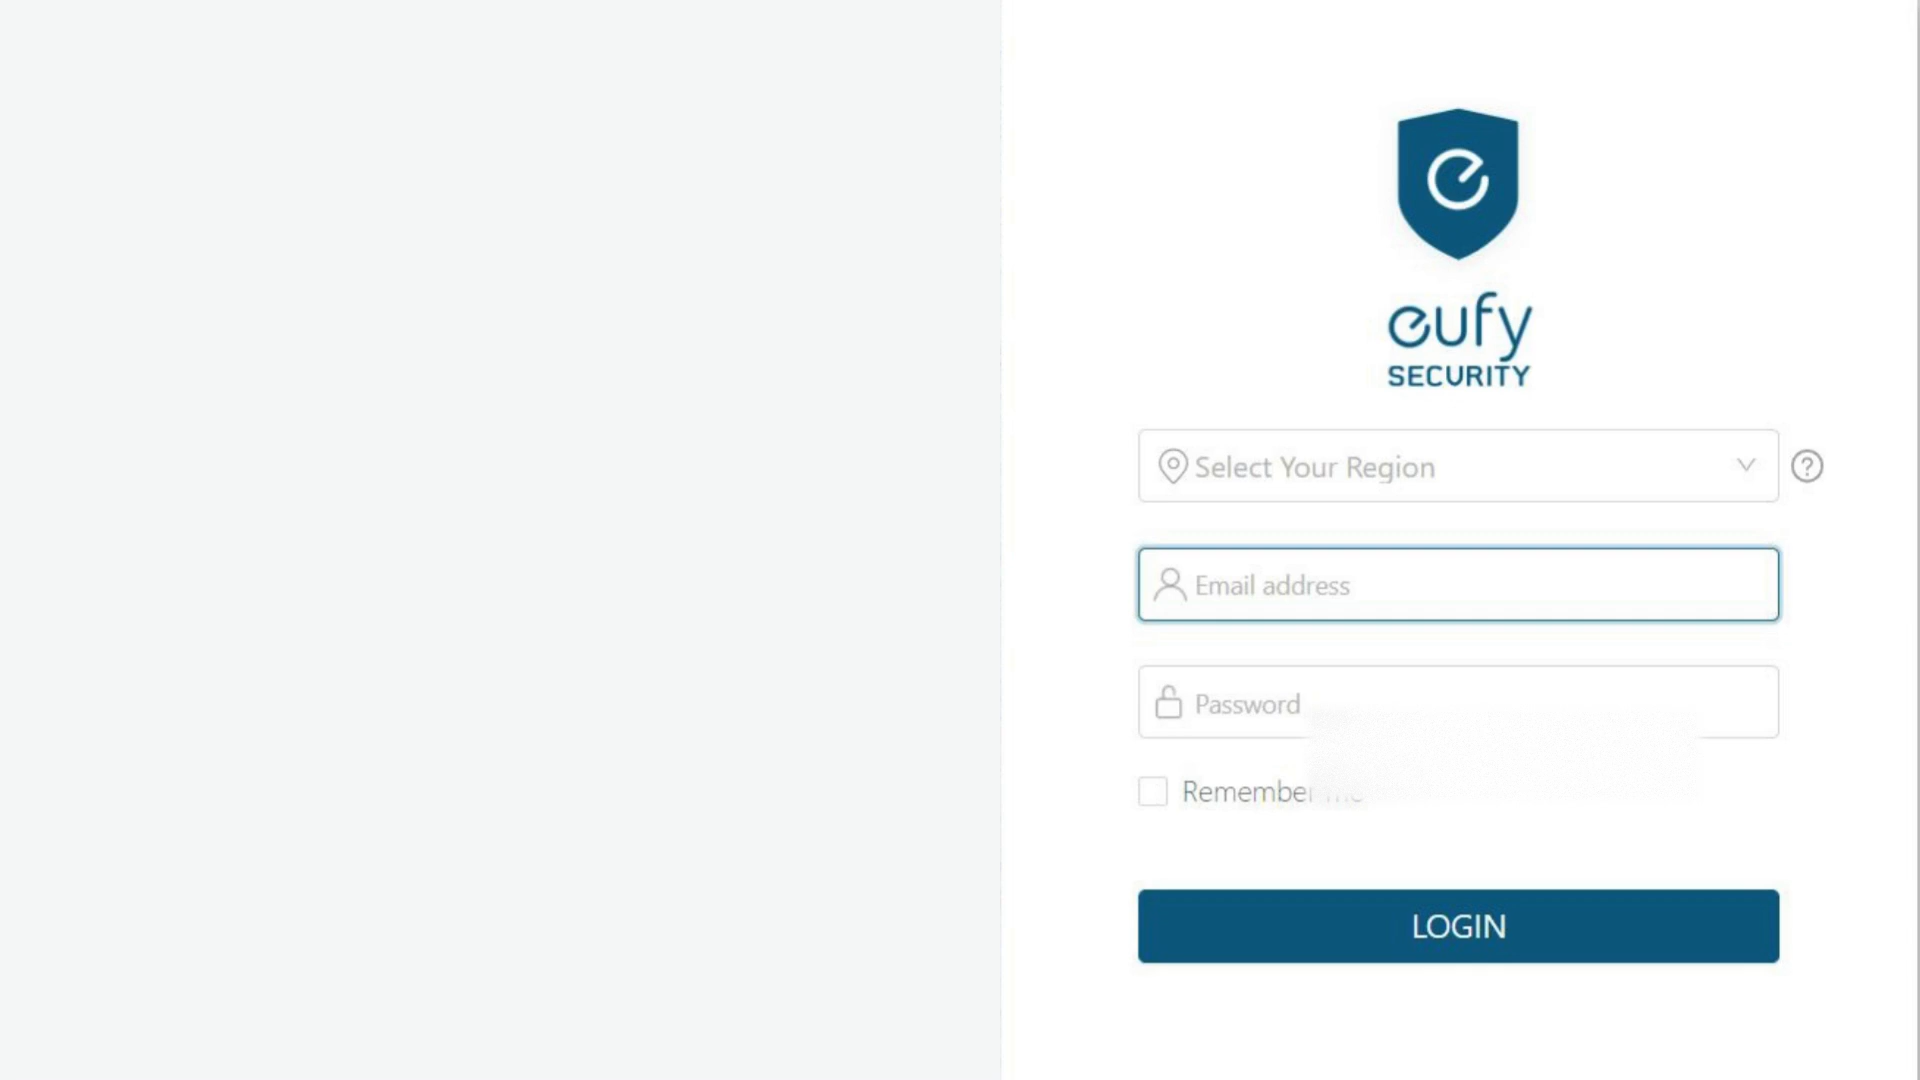 eufy
SECURITY
Select Your Region
Email address
Password
Remember
LOGIN